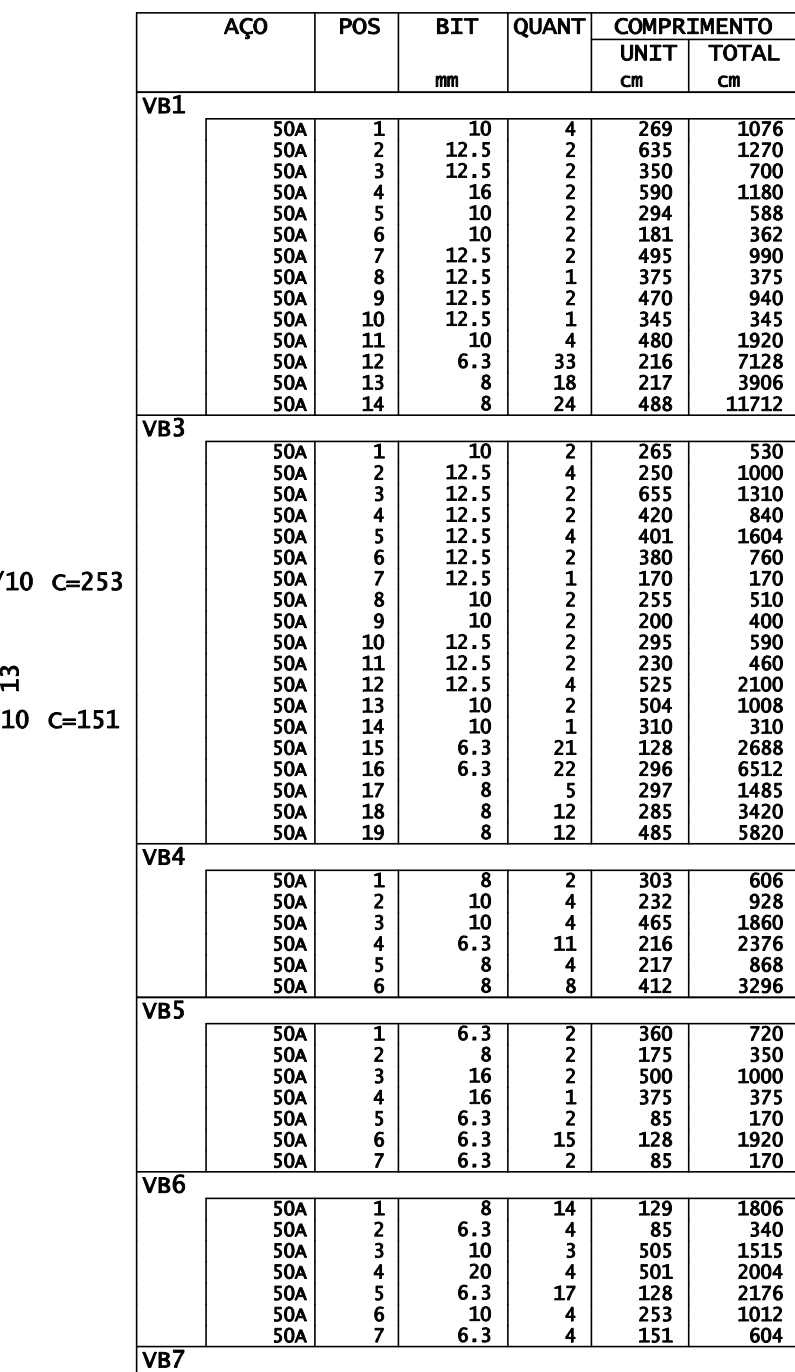 AÇO POS BIT QUANT COMPRIMENTO
UNIT TOTAL
mm cm cm
VB1
50A 1 10 4 269 1076
50A 2 12.5 2 635 1270
50A 3 12.5 2 350 700
50A 4 16 2 590 1180
50A 5 10 2 294 588
50A 6 10 2 181 362
50A 7 12.5 2 495 990
50A 8 12.5 1 375 375
50A 9 12.5 2 470 940
50A 10 12.5 1 345 345
50A 11 10 4 480 1920
50A 12 6.3 33 216 7128
50A 13 8 18 217 3906
50A 14 8 24 488 11712
VB3
50A 1 10 2 265 530
50A 2 12.5 4 250 1000
50A 3 12.5 2 655 1310
50A 4 12.5 2 420 840
50A 5 12.5 4 401 1604
50A 6 12.5 2 380 760
50A 7 12.5 1 170 170
50A 8 10 2 255 510
50A 9 10 2 200 400
50A 10 12.5 2 295 590
50A 11 12.5 2 230 460
50A 12 12.5 4 525 2100
50A 13 10 2 504 1008
50A 14 10 1 310 310
50A 15 6.3 21 128 2688
50A 16 6.3 22 296 6512
50A 17 8 5 297 1485
50A 18 8 12 285 3420
50A 19 8 12 485 5820
/10 C=253
13
10 C=151
VB4
50A 1 8 2 303 606
50A 2 10 4 232 928
50A 3 10 4 465 1860
50A 4 6.3 11 216 2376
50A 5 8 4 217 868
50A 6 8 8 412 3296
VB5
50A 1 6.3 2 360 720
50A 2 8 2 175 350
50A 3 16 2 500 1000
50A 4 16 1 375 375
50A 5 6.3 2 85 170
50A 6 6.3 15 128 1920
50A 7 6.3 2 85 170
VB6
50A 1 8 14 129 1806
50A 2 6.3 4 85 340
50A 3 10 3 505 1515
50A 4 20 4 501 2004
50A 5 6.3 17 128 2176
50A 6 10 4 253 1012
50A 7 6.3 4 151 604
VB7